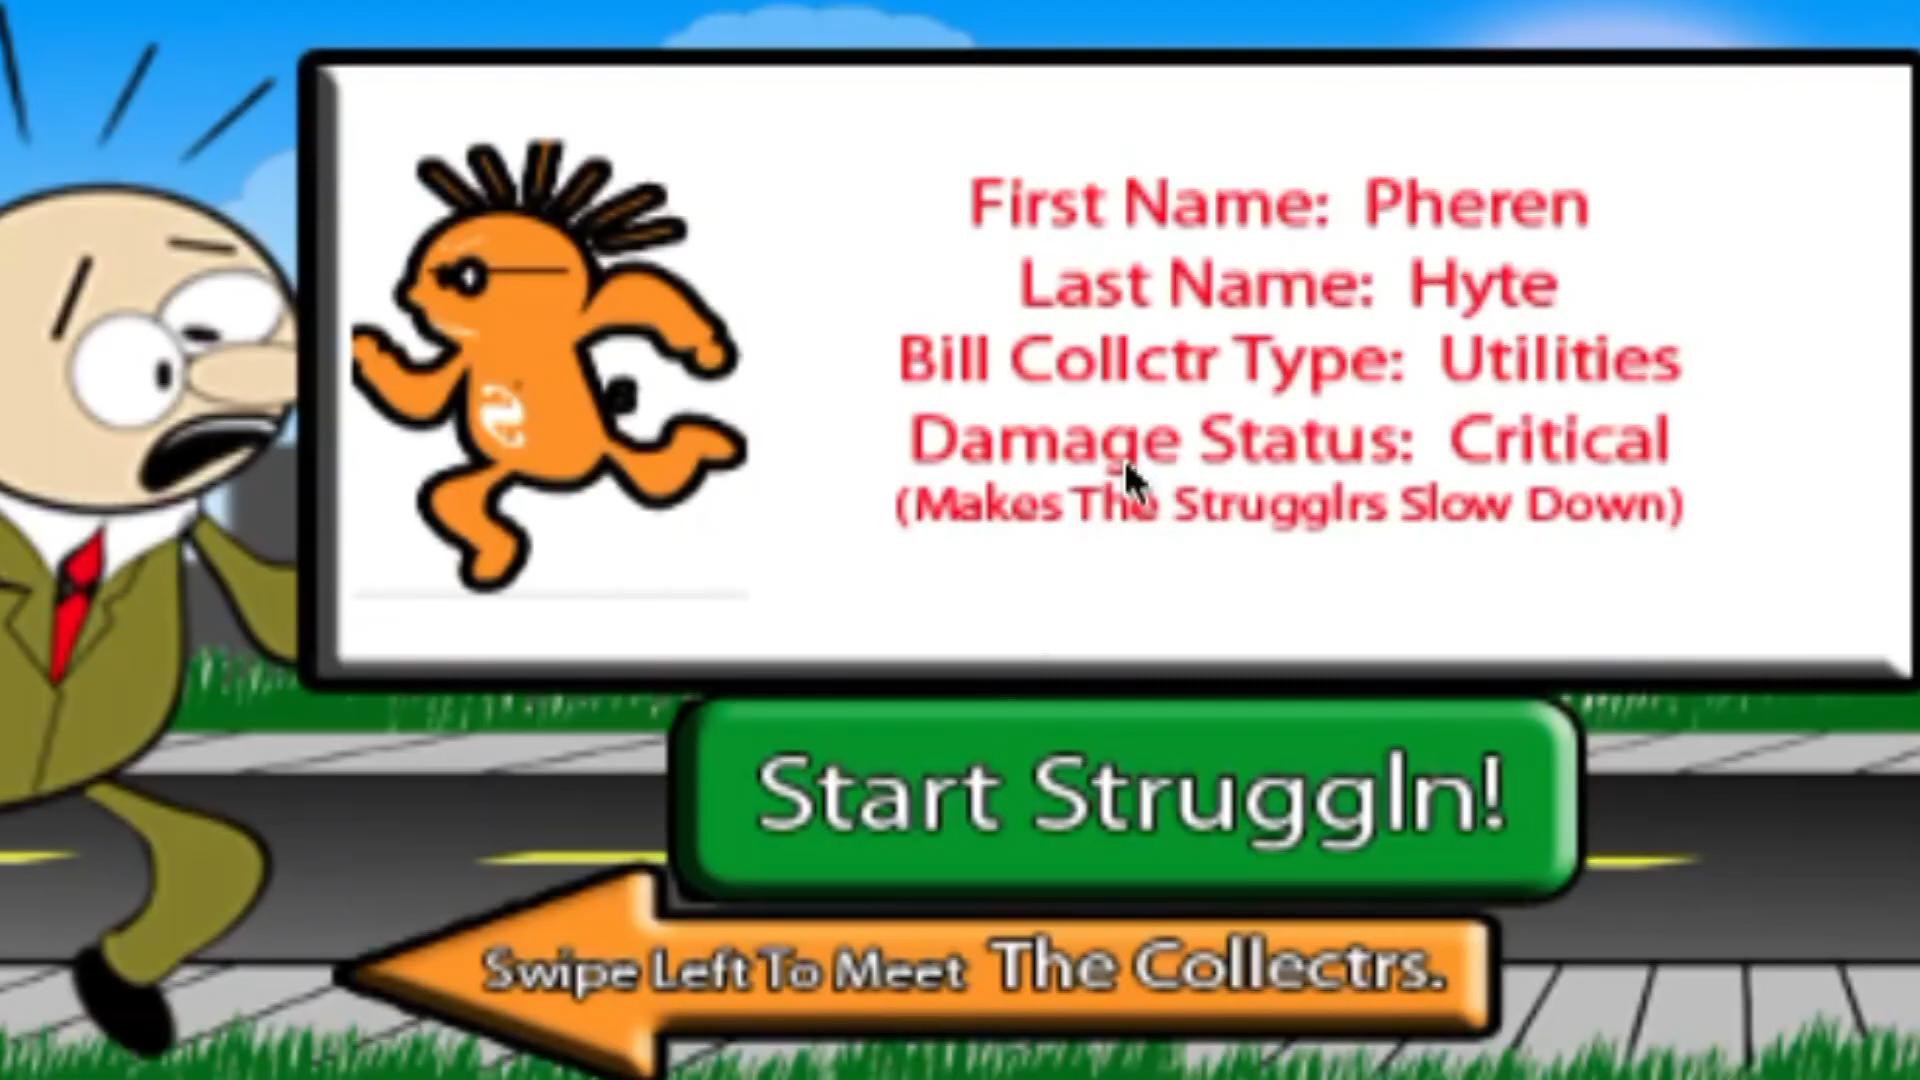 First Name: Pheren
Last Name: Hyte
Bill Collctr Type: Utilities
Damage Status: Critical
(Makes The Strugglrs Slow Down)
Start Struggln!
Swipe Left To Meet The Collectrs.